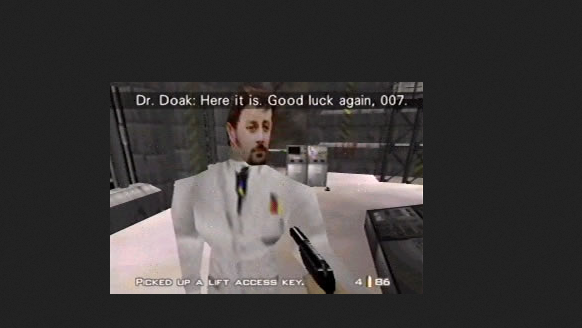 Dr. Doak: Here it is. Good luck again, 007.
Picked up a lift access key.
4 86